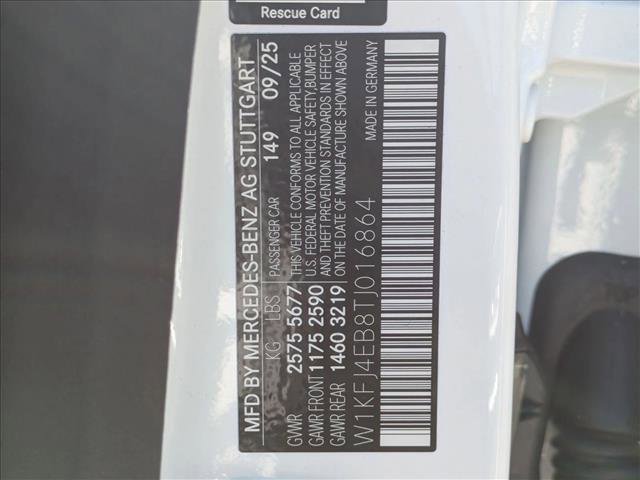 Rescue Card
MFD BY MERCEDES-BENZ AG STUTTGART
KG LBS PASSENGER CAR 149 09/25
GVWR 2575 5677 THIS VEHICLE CONFORMS TO ALL APPLICABLE
GAWR FRONT 1175 2590 U.S. FEDERAL MOTOR VEHICLE SAFETY,BUMPER
GAWR REAR 1460 3219 AND THEFT PREVENTION STANDARDS IN EFFECT
ON THE DATE OF MANUFACTURE SHOWN ABOVE
MADE IN GERMANY
W1KFJ4EB8TJ016864